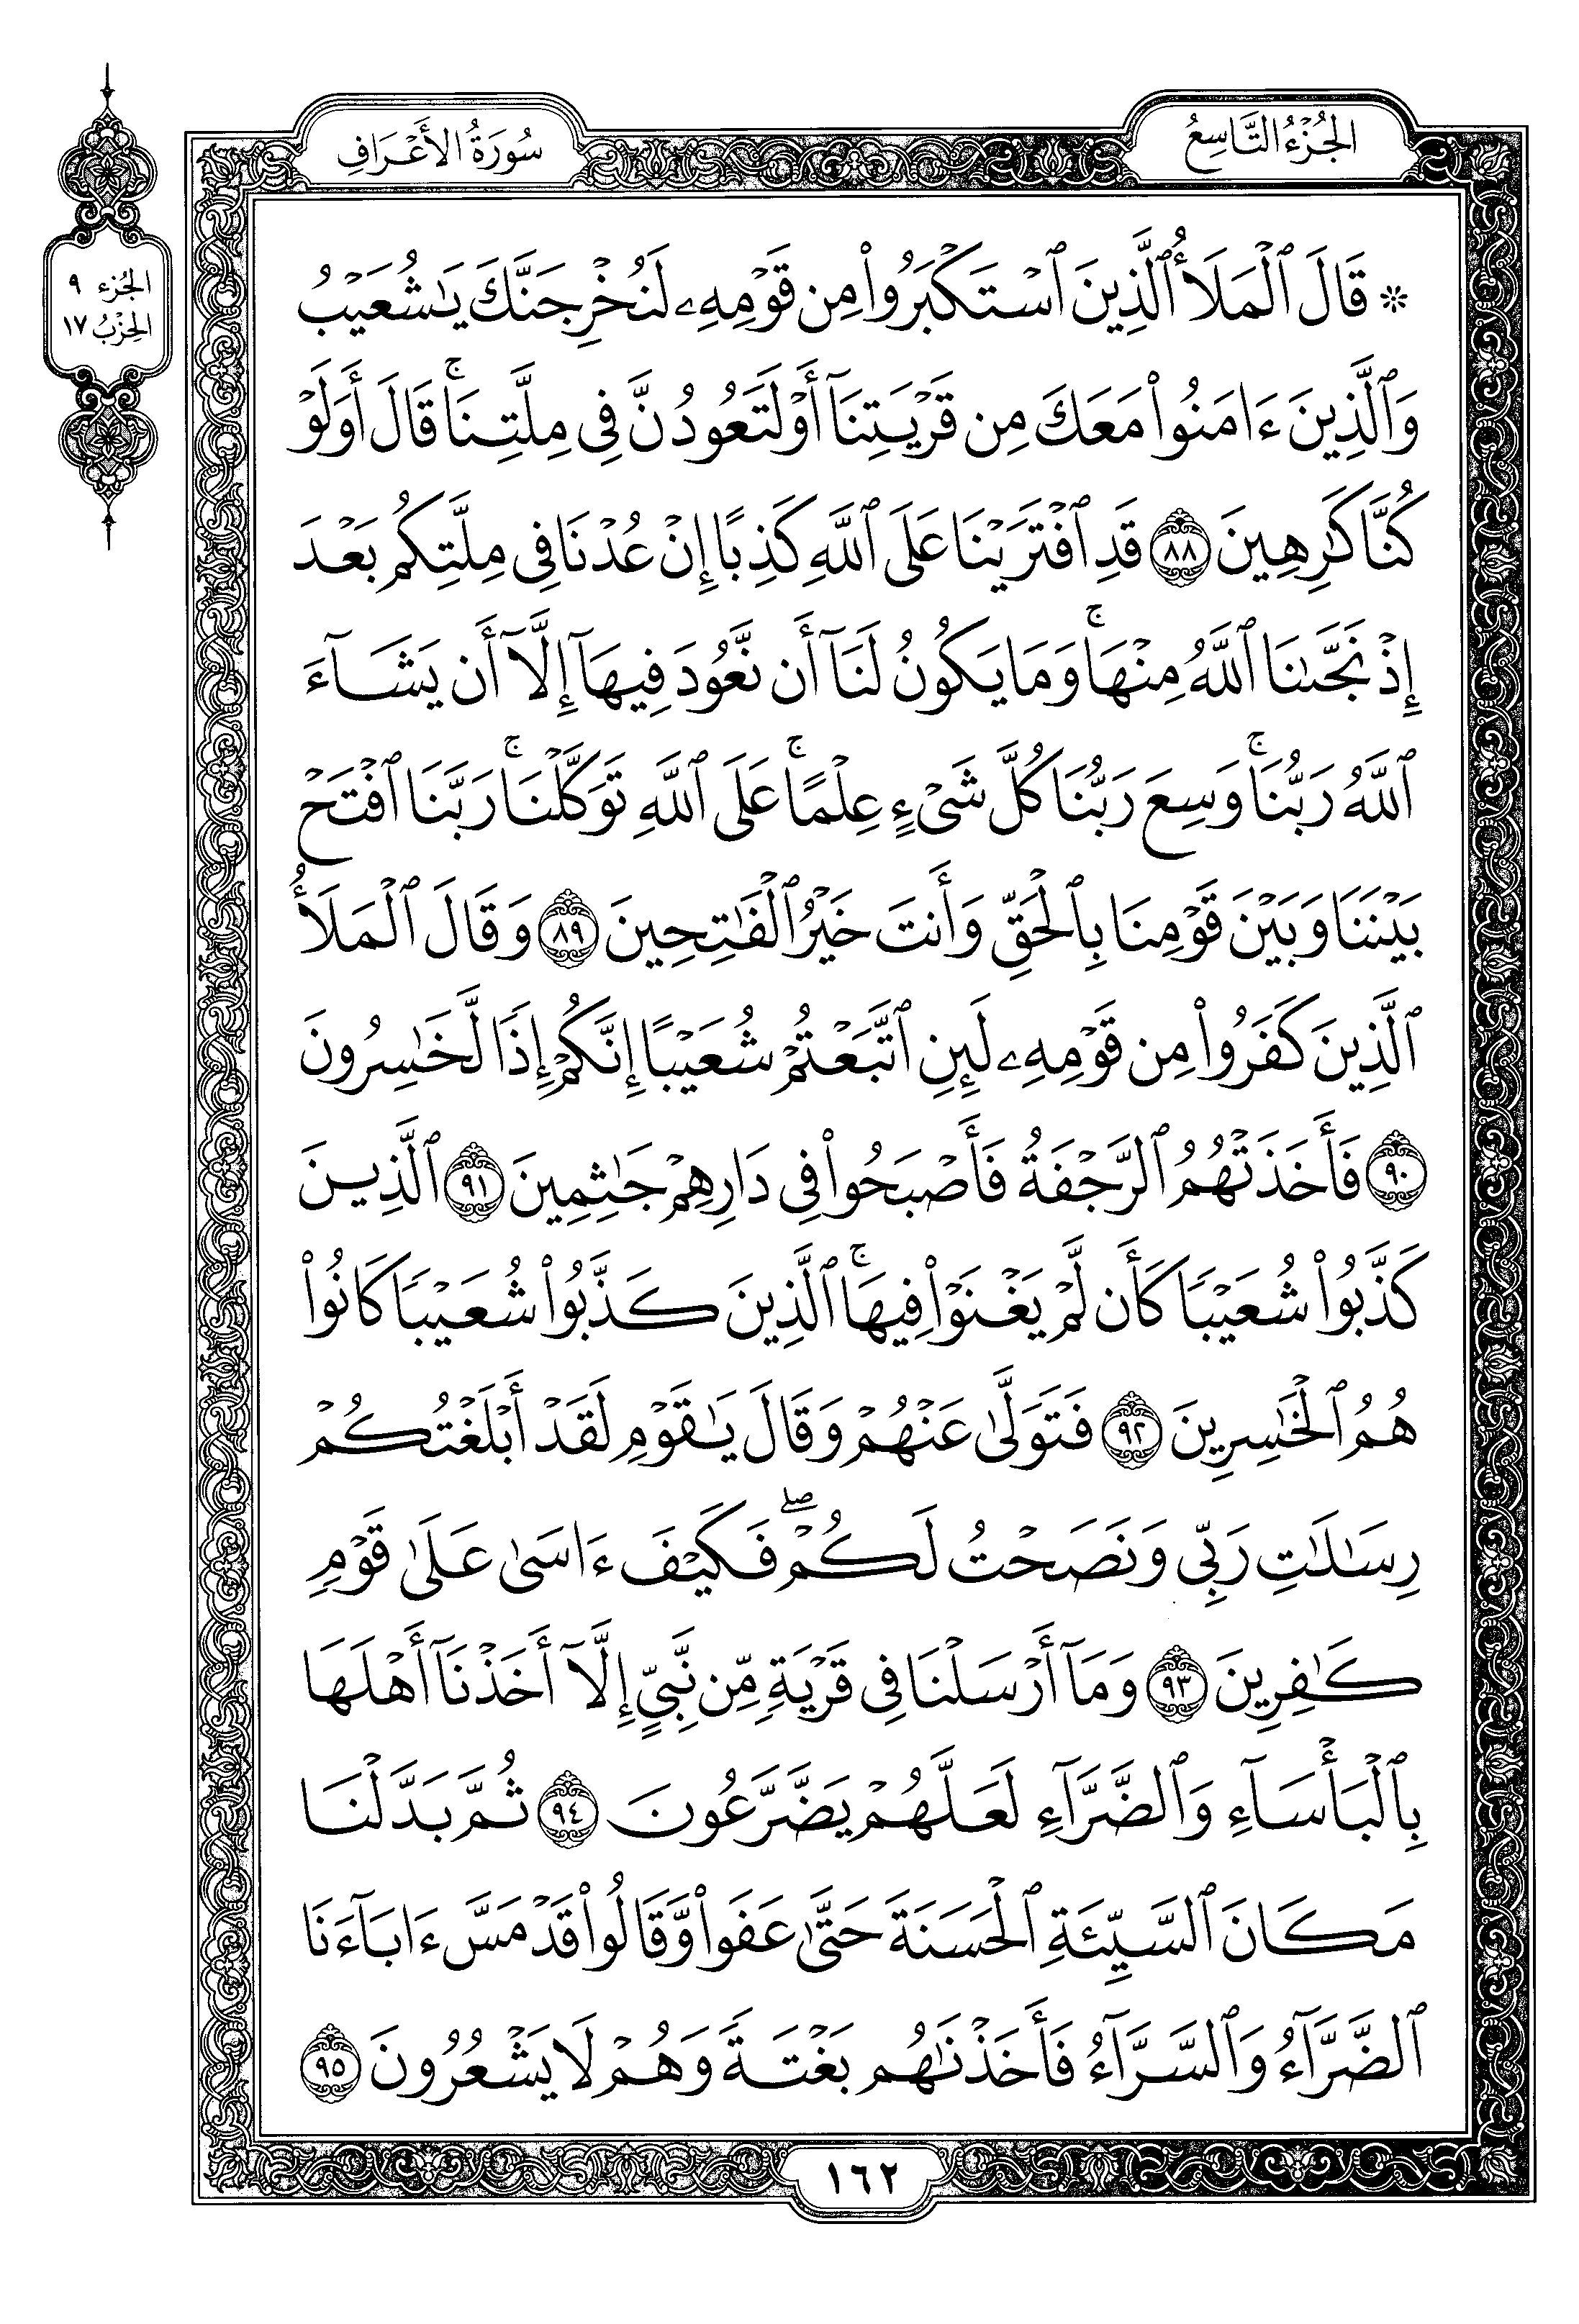 الجُزْءُ التَّاسِعُ
سُورَةُ الأَعْرَافِ
الجُزء ٩
الحِزْبُ ١٧
۞ قَالَ ٱلۡمَلَأُ ٱلَّذِينَ ٱسۡتَكۡبَرُواْ مِن قَوۡمِهِۦ لَنُخۡرِجَنَّكَ يَٰشُعَيۡبُ
وَٱلَّذِينَ ءَامَنُواْ مَعَكَ مِن قَرۡيَتِنَآ أَوۡ لَتَعُودُنَّ فِي مِلَّتِنَاۚ قَالَ أَوَلَوۡ
كُنَّا كَٰرِهِينَ ٨٨ قَدِ ٱفۡتَرَيۡنَا عَلَى ٱللَّهِ كَذِبًا إِنۡ عُدۡنَا فِي مِلَّتِكُم بَعۡدَ
إِذۡ نَجَّىٰنَا ٱللَّهُ مِنۡهَاۚ وَمَا يَكُونُ لَنَآ أَن نَّعُودَ فِيهَآ إِلَّآ أَن يَشَآءَ
ٱللَّهُ رَبُّنَاۚ وَسِعَ رَبُّنَا كُلَّ شَيۡءٍ عِلۡمًاۚ عَلَى ٱللَّهِ تَوَكَّلۡنَاۚ رَبَّنَا ٱفۡتَحۡ
بَيۡنَنَا وَبَيۡنَ قَوۡمِنَا بِٱلۡحَقِّ وَأَنتَ خَيۡرُ ٱلۡفَٰتِحِينَ ٨٩ وَقَالَ ٱلۡمَلَأُ
ٱلَّذِينَ كَفَرُواْ مِن قَوۡمِهِۦ لَئِنِ ٱتَّبَعۡتُمۡ شُعَيۡبًا إِنَّكُمۡ إِذٗا لَّخَٰسِرُونَ
٩٠ فَأَخَذَتۡهُمُ ٱلرَّجۡفَةُ فَأَصۡبَحُواْ فِي دَارِهِمۡ جَٰثِمِينَ ٩١ ٱلَّذِينَ
كَذَّبُواْ شُعَيۡبٗا كَأَن لَّمۡ يَغۡنَوۡاْ فِيهَاۚ ٱلَّذِينَ كَذَّبُواْ شُعَيۡبٗا كَانُواْ
هُمُ ٱلۡخَٰسِرِينَ ٩٢ فَتَوَلَّىٰ عَنۡهُمۡ وَقَالَ يَٰقَوۡمِ لَقَدۡ أَبۡلَغۡتُكُمۡ
رِسَٰلَٰتِ رَبِّي وَنَصَحۡتُ لَكُمۡۖ فَكَيۡفَ ءَاسَىٰ عَلَىٰ قَوۡمٖ
كَٰفِرِينَ ٩٣ وَمَآ أَرۡسَلۡنَا فِي قَرۡيَةٖ مِّن نَّبِيٍّ إِلَّآ أَخَذۡنَآ أَهۡلَهَا
بِٱلۡبَأۡسَآءِ وَٱلضَّرَّآءِ لَعَلَّهُمۡ يَضَّرَّعُونَ ٩٤ ثُمَّ بَدَّلۡنَا
مَكَانَ ٱلسَّيِّئَةِ ٱلۡحَسَنَةَ حَتَّىٰ عَفَواْ وَّقَالُواْ قَدۡ مَسَّ ءَابَآءَنَا
ٱلضَّرَّآءُ وَٱلسَّرَّآءُ فَأَخَذۡنَٰهُم بَغۡتَةٗ وَهُمۡ لَا يَشۡعُرُونَ ٩٥
١٦٢